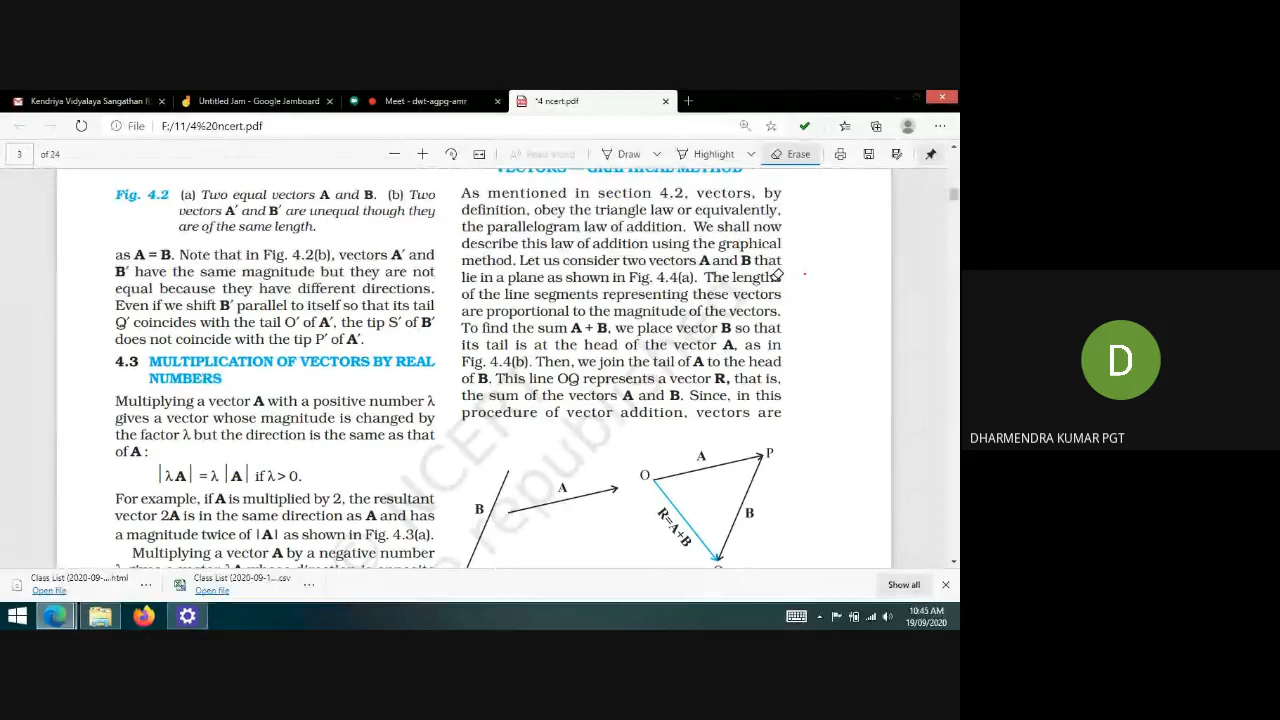 Kendriya Vidyalaya Sangathan R
Untitled Jam - Google Jamboard
Meet - dwt-agpg-amr
*4 ncert.pdf
File
F:/11/4%20ncert.pdf
3 of 24
Read aloud
Draw
Highlight
Erase
VECTORS — GRAPHICAL METHOD
Fig. 4.2 (a) Two equal vectors A and B. (b) Two
vectors A′ and B′ are unequal though they
are of the same length.
as A = B. Note that in Fig. 4.2(b), vectors A′ and
B′ have the same magnitude but they are not
equal because they have different directions.
Even if we shift B′ parallel to itself so that its tail
Q′ coincides with the tail O′ of A′, the tip S′ of B′
does not coincide with the tip P′ of A′.
4.3 MULTIPLICATION OF VECTORS BY REAL
NUMBERS
Multiplying a vector A with a positive number λ
gives a vector whose magnitude is changed by
the factor λ but the direction is the same as that
of A :
|λ A| = λ |A| if λ > 0.
For example, if A is multiplied by 2, the resultant
vector 2A is in the same direction as A and has
a magnitude twice of |A| as shown in Fig. 4.3(a).
Multiplying a vector A by a negative number
As mentioned in section 4.2, vectors, by
definition, obey the triangle law or equivalently,
the parallelogram law of addition. We shall now
describe this law of addition using the graphical
method. Let us consider two vectors A and B that
lie in a plane as shown in Fig. 4.4(a). The lengths
of the line segments representing these vectors
are proportional to the magnitude of the vectors.
To find the sum A + B, we place vector B so that
its tail is at the head of the vector A, as in
Fig. 4.4(b). Then, we join the tail of A to the head
of B. This line OQ represents a vector R, that is,
the sum of the vectors A and B. Since, in this
procedure of vector addition, vectors are
B
A
O
A
P
B
R=A+B
NCERT
republished
Class List (2020-09-....html
Open file
Class List (2020-09-1....csv
Open file
Show all
10:45 AM
19/09/2020
D
DHARMENDRA KUMAR PGT